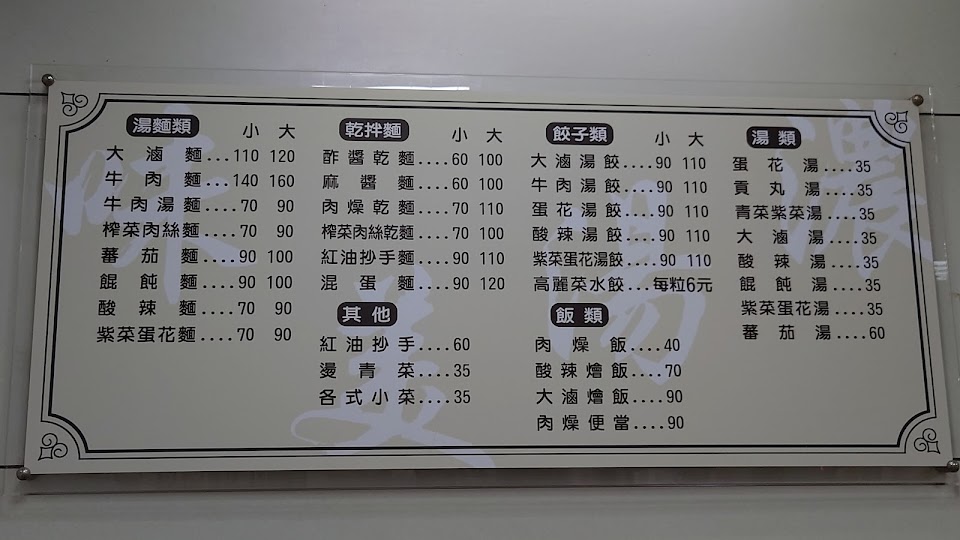 湯麵類 小 大
大滷麵...110 120
牛肉麵...140 160
牛肉湯麵....70 90
榨菜肉絲麵....70 90
蕃茄麵....90 100
餛飩麵....90 100
酸辣麵....70 90
紫菜蛋花麵....70 90
乾拌麵 小 大
酢醬乾麵....60 100
麻醬麵....60 100
肉燥乾麵....70 110
榨菜肉絲乾麵....70 100
紅油抄手麵....90 110
混蛋麵....90 120
其他
紅油抄手....60
燙青菜....35
各式小菜....35
餃子類 小 大
大滷湯餃....90 110
牛肉湯餃....90 110
蛋花湯餃....90 110
酸辣湯餃....90 110
紫菜蛋花湯餃....90 110
高麗菜水餃...每粒6元
飯類
肉燥飯....40
酸辣燴飯....70
大滷燴飯....90
肉燥便當....90
湯類
蛋花湯....35
貢丸湯....35
青菜紫菜湯....35
大滷湯....35
酸辣湯....35
餛飩湯....35
紫菜蛋花湯....35
蕃茄湯....60
濃
湯
美
味